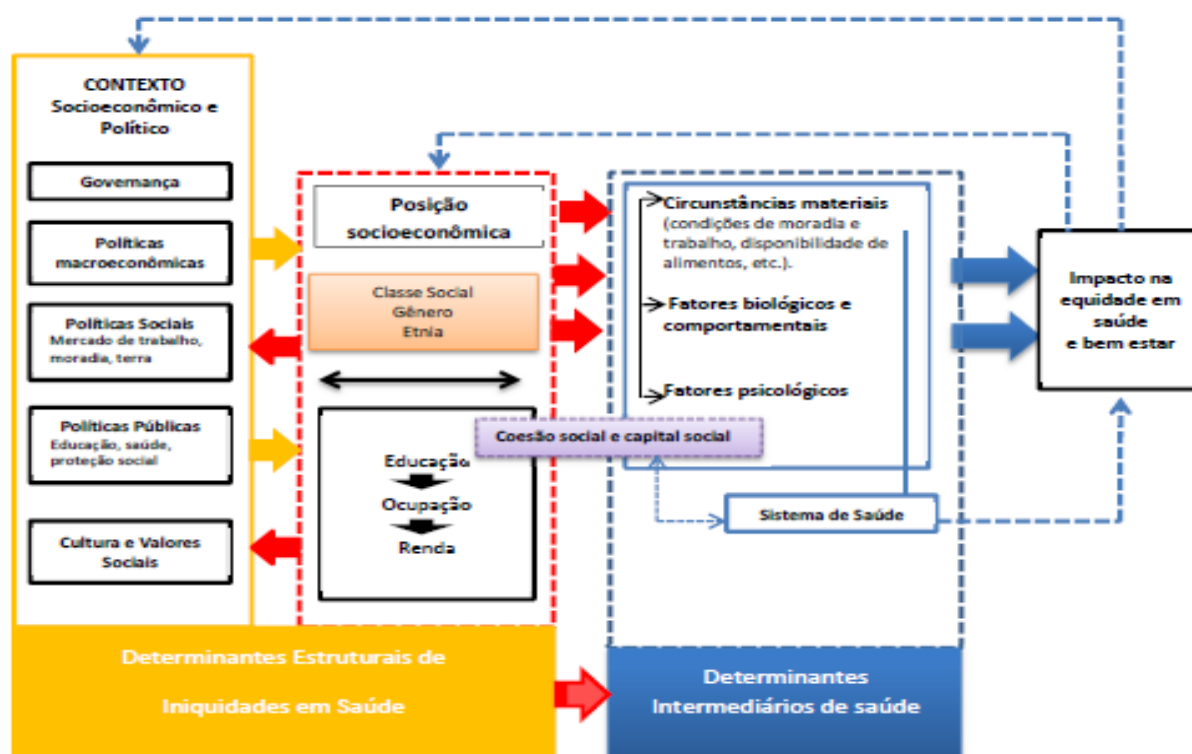 CONTEXTO
Socioeconômico e
Político
Governança
Políticas
macroeconômicas
Políticas Sociais
Mercado de trabalho,
moradia, terra
Políticas Públicas
Educação, saúde,
proteção social
Cultura e Valores
Sociais
Posição
socioeconômica
Classe Social
Gênero
Etnia
Educação
Ocupação
Renda
Coesão social e capital social
Circunstâncias materiais
(condições de moradia e
trabalho, disponibilidade de
alimentos, etc.).
Fatores biológicos e
comportamentais
Fatores psicológicos
Sistema de Saúde
Impacto na
equidade em
saúde
e bem estar
Determinantes Estruturais de
Iniquidades em Saúde
Determinantes
Intermediários de saúde